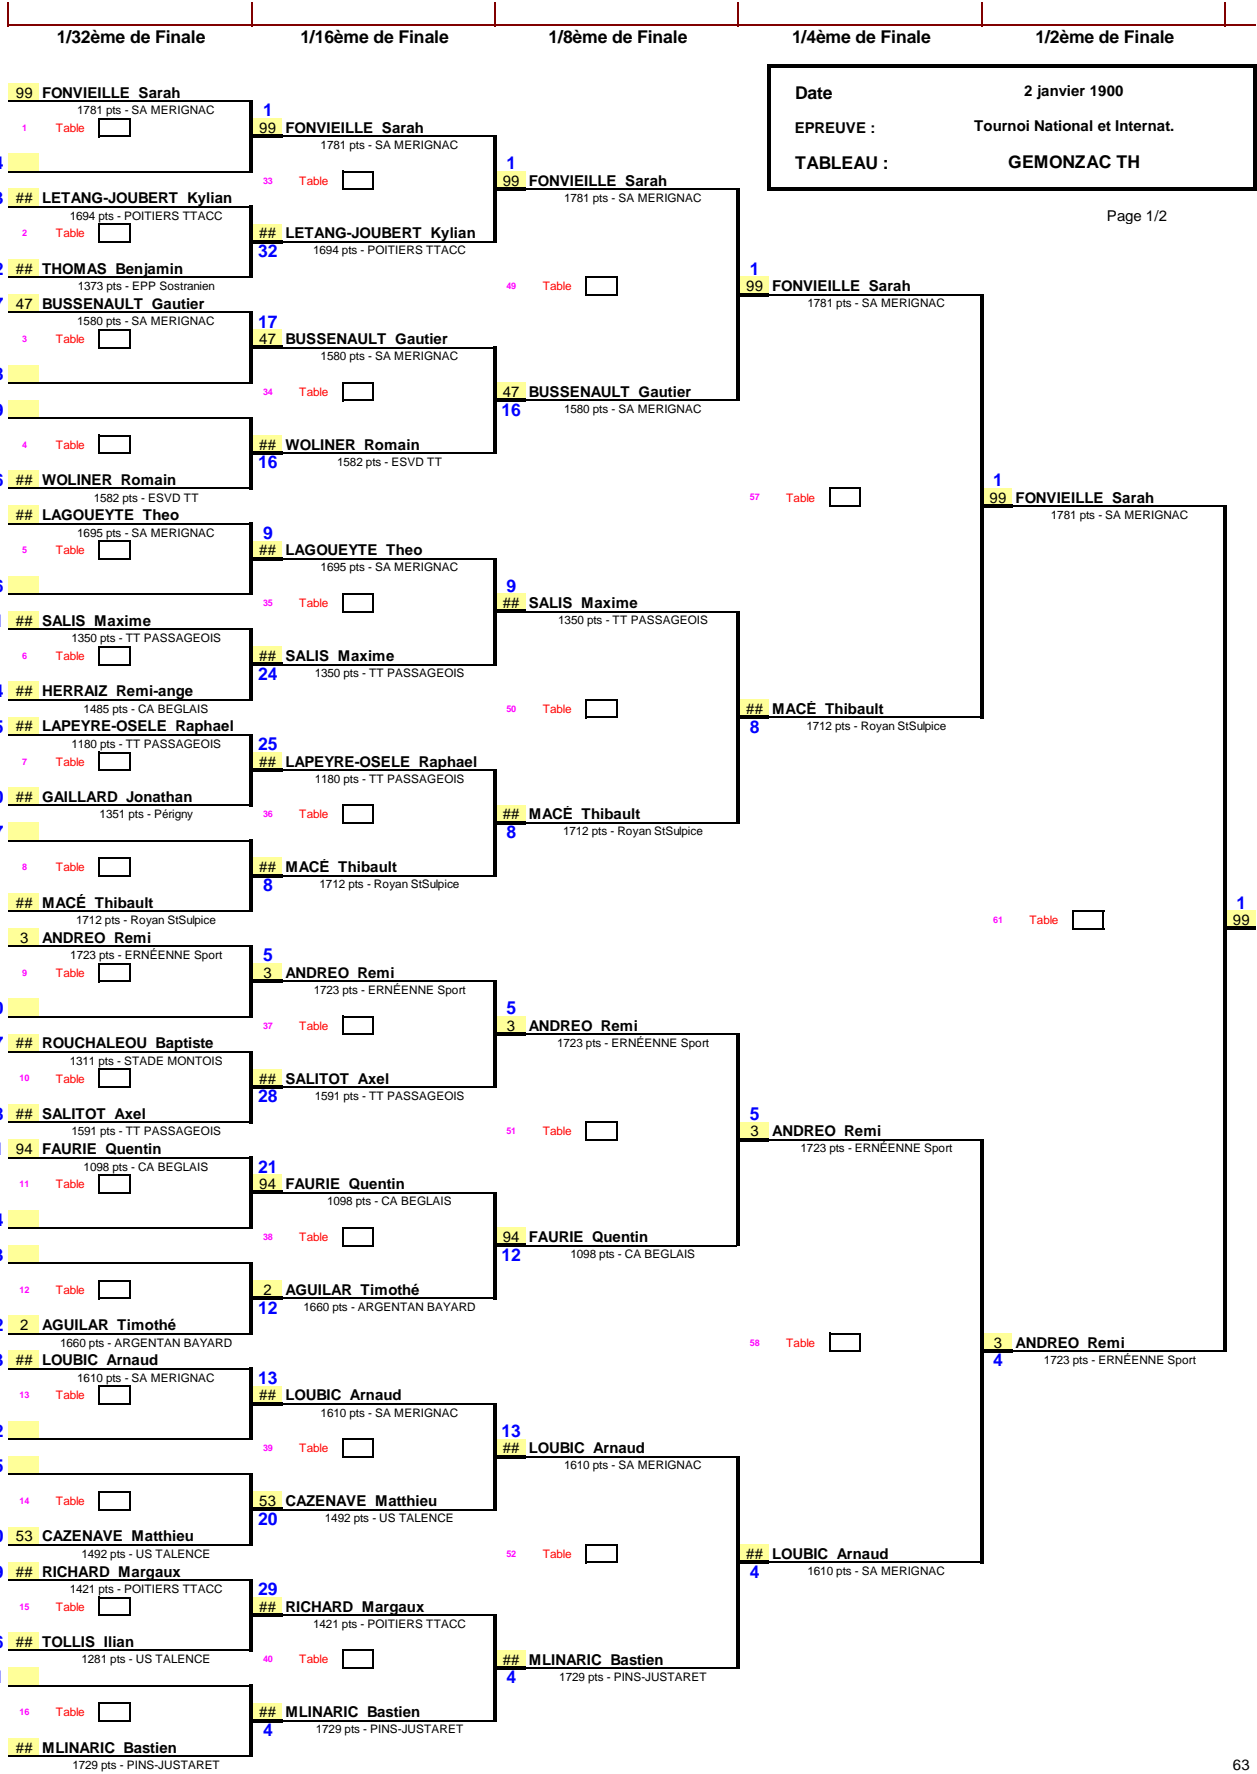 1/32ème de Finale 1/16ème de Finale 1/8ème de Finale 1/4ème de Finale 1/2ème de Finale
Date 2 janvier 1900
EPREUVE : Tournoi National et Internat.
TABLEAU : GEMONZAC TH
Page 1/2
99 FONVIEILLE Sarah
1781 pts - SA MERIGNAC
1 Table
## LETANG-JOUBERT Kylian
1694 pts - POITIERS TTACC
2 Table
## THOMAS Benjamin
1373 pts - EPP Sostranien
47 BUSSENAULT Gautier
1580 pts - SA MERIGNAC
3 Table
4 Table
## WOLINER Romain
1582 pts - ESVD TT
## LAGOUEYTE Theo
1695 pts - SA MERIGNAC
5 Table
## SALIS Maxime
1350 pts - TT PASSAGEOIS
6 Table
## HERRAIZ Remi-ange
1485 pts - CA BEGLAIS
## LAPEYRE-OSELE Raphael
1180 pts - TT PASSAGEOIS
7 Table
## GAILLARD Jonathan
1351 pts - Périgny
8 Table
## MACÉ Thibault
1712 pts - Royan StSulpice
3 ANDREO Remi
1723 pts - ERNÉENNE Sport
9 Table
## ROUCHALEOU Baptiste
1311 pts - STADE MONTOIS
10 Table
## SALITOT Axel
1591 pts - TT PASSAGEOIS
94 FAURIE Quentin
1098 pts - CA BEGLAIS
11 Table
12 Table
2 AGUILAR Timothé
1660 pts - ARGENTAN BAYARD
## LOUBIC Arnaud
1610 pts - SA MERIGNAC
13 Table
14 Table
53 CAZENAVE Matthieu
1492 pts - US TALENCE
## RICHARD Margaux
1421 pts - POITIERS TTACC
15 Table
## TOLLIS Ilian
1281 pts - US TALENCE
16 Table
## MLINARIC Bastien
1729 pts - PINS-JUSTARET
1
99 FONVIEILLE Sarah
1781 pts - SA MERIGNAC
33 Table
## LETANG-JOUBERT Kylian
32 1694 pts - POITIERS TTACC
17
47 BUSSENAULT Gautier
1580 pts - SA MERIGNAC
34 Table
## WOLINER Romain
16 1582 pts - ESVD TT
9
## LAGOUEYTE Theo
1695 pts - SA MERIGNAC
35 Table
## SALIS Maxime
24 1350 pts - TT PASSAGEOIS
25
## LAPEYRE-OSELE Raphael
1180 pts - TT PASSAGEOIS
36 Table
## MACÉ Thibault
8 1712 pts - Royan StSulpice
5
3 ANDREO Remi
1723 pts - ERNÉENNE Sport
37 Table
## SALITOT Axel
28 1591 pts - TT PASSAGEOIS
21
94 FAURIE Quentin
1098 pts - CA BEGLAIS
38 Table
2 AGUILAR Timothé
12 1660 pts - ARGENTAN BAYARD
13
## LOUBIC Arnaud
1610 pts - SA MERIGNAC
39 Table
53 CAZENAVE Matthieu
20 1492 pts - US TALENCE
29
## RICHARD Margaux
1421 pts - POITIERS TTACC
40 Table
## MLINARIC Bastien
4 1729 pts - PINS-JUSTARET
1
99 FONVIEILLE Sarah
1781 pts - SA MERIGNAC
49 Table
47 BUSSENAULT Gautier
16 1580 pts - SA MERIGNAC
9
## SALIS Maxime
1350 pts - TT PASSAGEOIS
50 Table
## MACÉ Thibault
8 1712 pts - Royan StSulpice
5
3 ANDREO Remi
1723 pts - ERNÉENNE Sport
51 Table
94 FAURIE Quentin
12 1098 pts - CA BEGLAIS
13
## LOUBIC Arnaud
1610 pts - SA MERIGNAC
52 Table
## MLINARIC Bastien
4 1729 pts - PINS-JUSTARET
1
99 FONVIEILLE Sarah
1781 pts - SA MERIGNAC
57 Table
## MACÉ Thibault
8 1712 pts - Royan StSulpice
5
3 ANDREO Remi
1723 pts - ERNÉENNE Sport
58 Table
## LOUBIC Arnaud
4 1610 pts - SA MERIGNAC
1
99 FONVIEILLE Sarah
1781 pts - SA MERIGNAC
61 Table
3 ANDREO Remi
4 1723 pts - ERNÉENNE Sport
1
99
63